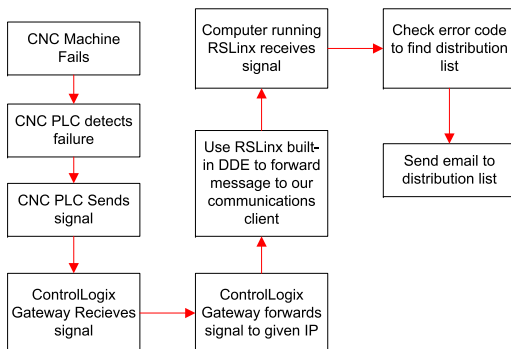 CNC Machine
Fails
CNC PLC detects
failure
CNC PLC Sends
signal
ControlLogix
Gateway Recieves
signal
ControlLogix
Gateway forwards
signal to given IP
Use RSLinx built-
in DDE to forward
message to our
communications
client
Computer running
RSLinx receives
signal
Check error code
to find distribution
list
Send email to
distribution list